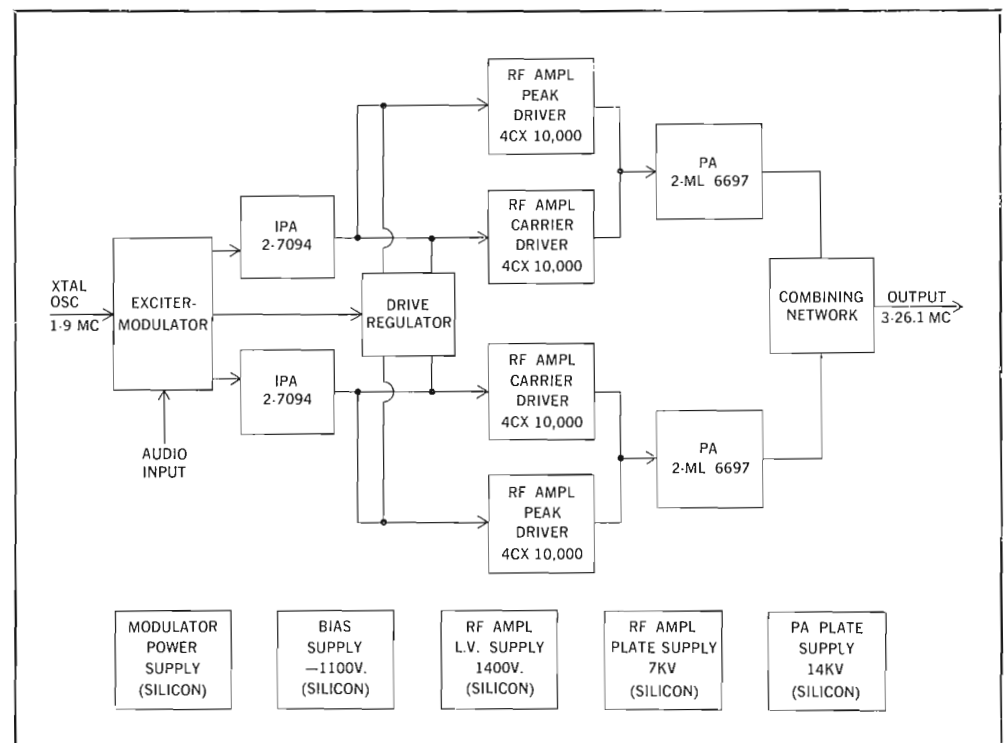 RF AMPL
PEAK
DRIVER
4CX 10,000
PA
2-ML 6697
IPA
2-7094
RF AMPL
CARRIER
DRIVER
4CX 10,000
XTAL
OSC
1-9 MC
EXCITER-
MODULATOR
DRIVE
REGULATOR
COMBINING
NETWORK
OUTPUT
3-26.1 MC
IPA
2-7094
RF AMPL
CARRIER
DRIVER
4CX 10,000
AUDIO
INPUT
PA
2-ML 6697
RF AMPL
PEAK
DRIVER
4CX 10,000
MODULATOR
POWER
SUPPLY
(SILICON)
BIAS
SUPPLY
—1100V.
(SILICON)
RF AMPL
L.V. SUPPLY
1400V.
(SILICON)
RF AMPL
PLATE SUPPLY
7KV
(SILICON)
PA PLATE
SUPPLY
14KV
(SILICON)